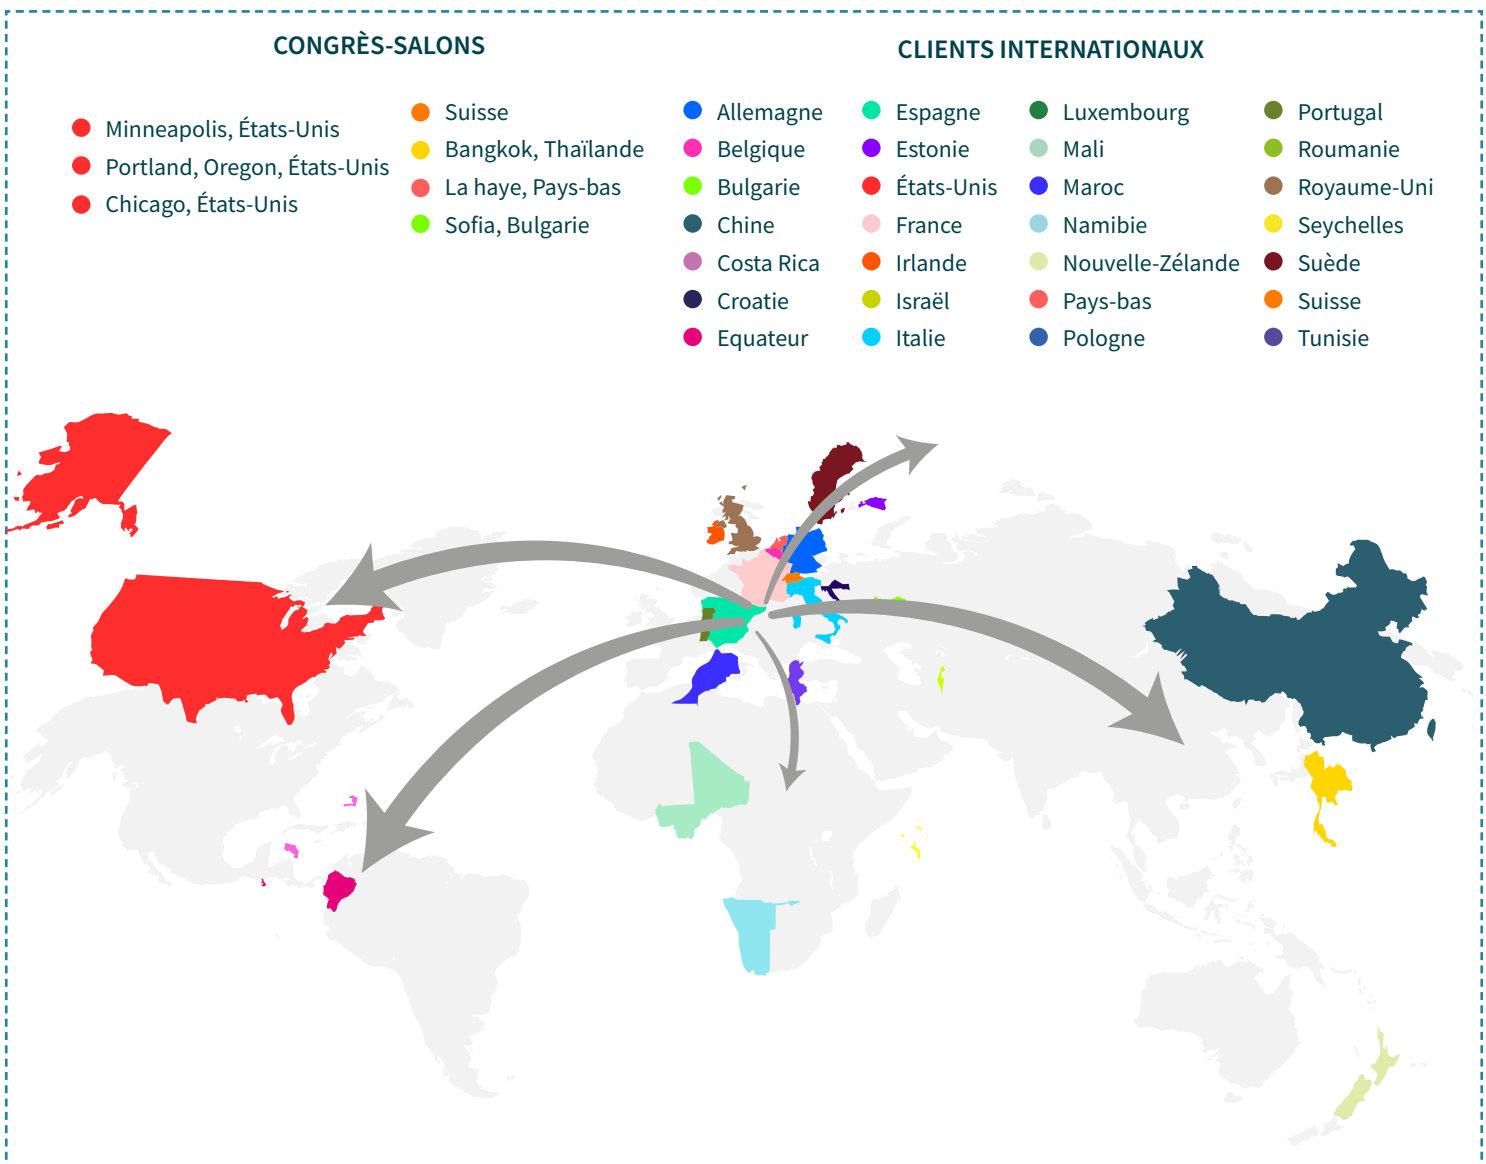 CONGRÈS-SALONS
Minneapolis, États-Unis
Portland, Oregon, États-Unis
Chicago, États-Unis
Suisse
Bangkok, Thaïlande
La haye, Pays-bas
Sofia, Bulgarie
CLIENTS INTERNATIONAUX
Allemagne
Belgique
Bulgarie
Chine
Costa Rica
Croatie
Equateur
Espagne
Estonie
États-Unis
France
Irlande
Israël
Italie
Luxembourg
Mali
Maroc
Namibie
Nouvelle-Zélande
Pays-bas
Pologne
Portugal
Roumanie
Royaume-Uni
Seychelles
Suède
Suisse
Tunisie